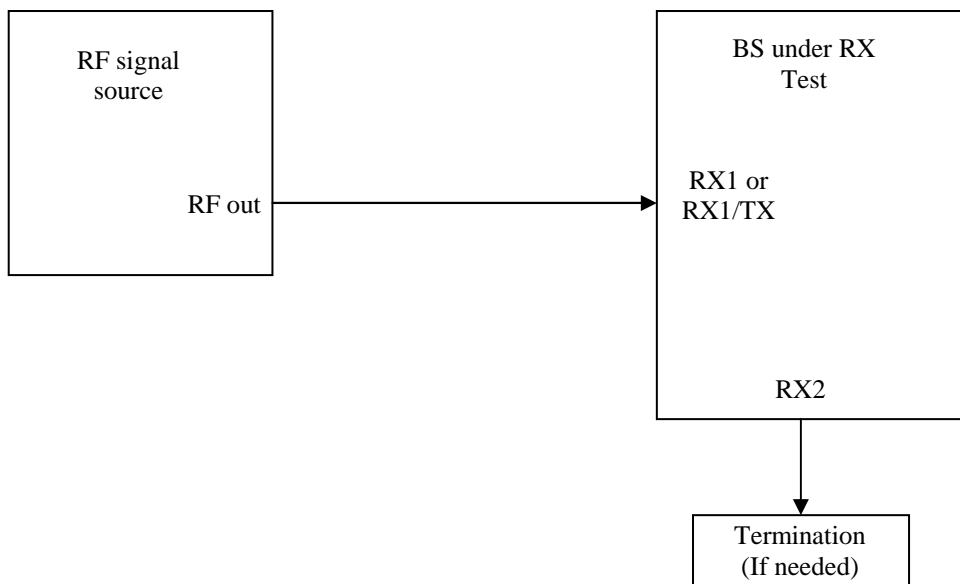 RF signal
source
RF out
BS under RX
Test
RX1 or
RX1/TX
RX2
Termination
(If needed)